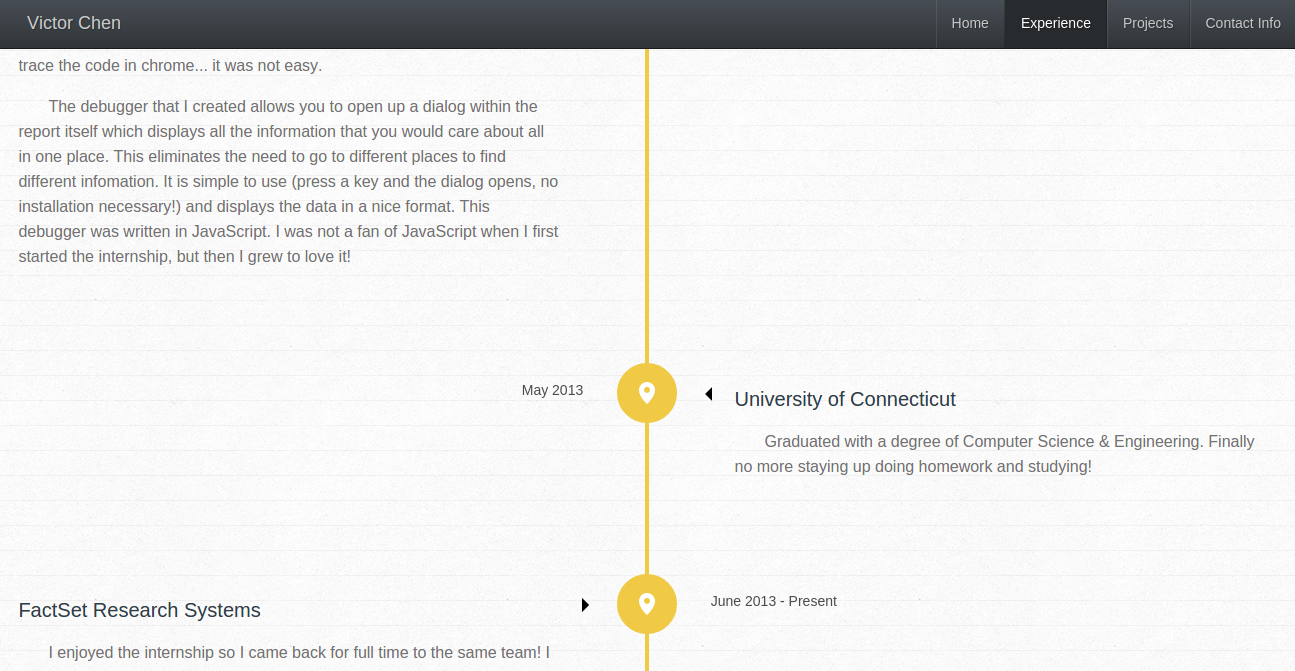 Victor Chen
Home
Experience
Projects
Contact Info
trace the code in chrome... it was not easy.
The debugger that I created allows you to open up a dialog within the
report itself which displays all the information that you would care about all
in one place. This eliminates the need to go to different places to find
different infomation. It is simple to use (press a key and the dialog opens, no
installation necessary!) and displays the data in a nice format. This
debugger was written in JavaScript. I was not a fan of JavaScript when I first
started the internship, but then I grew to love it!
May 2013
University of Connecticut
Graduated with a degree of Computer Science & Engineering. Finally
no more staying up doing homework and studying!
FactSet Research Systems
June 2013 - Present
I enjoyed the internship so I came back for full time to the same team! I